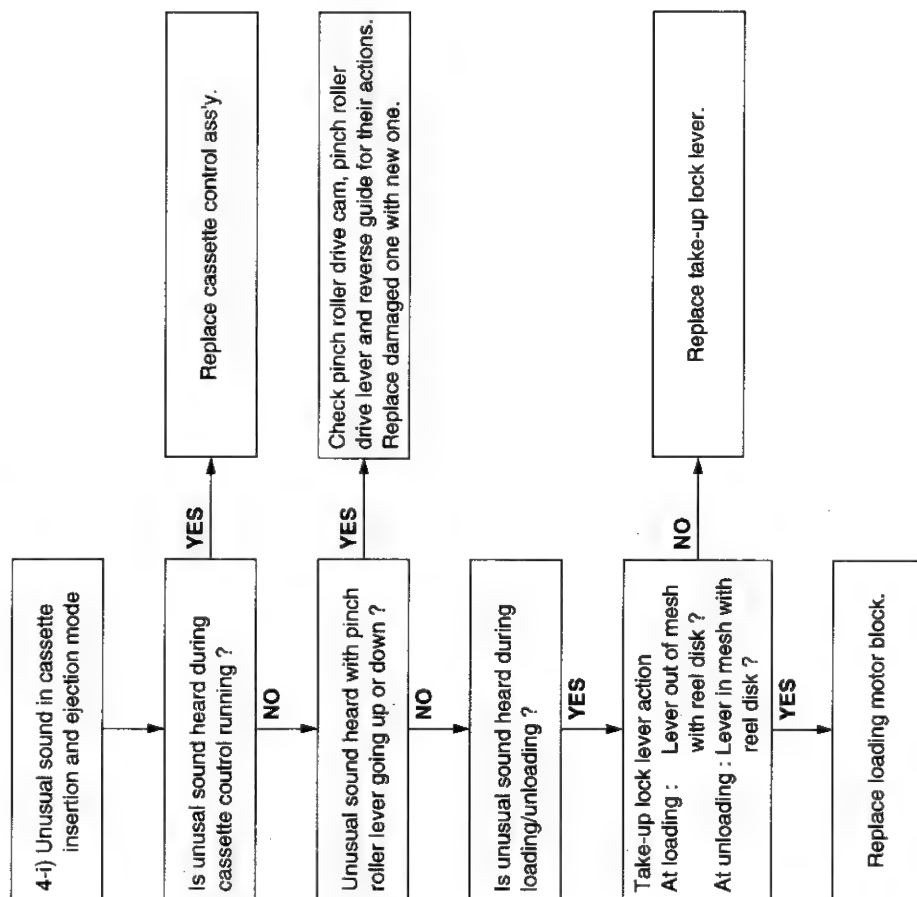 4-i) Unusual sound in cassette
insertion and ejection mode
Is unusal sound heard during
cassette coutrol running ?
YES
Replace cassette control ass'y.
NO
Unusual sound heard with pinch
roller lever going up or down ?
YES
Check pinch roller drive cam, pinch roller
drive lever and reverse guide for their actions.
Replace damaged one with new one.
NO
Is unusual sound heard during
loading/unloading ?
YES
Take-up lock lever action
At loading : Lever out of mesh
with reel disk ?
At unloading : Lever in mesh with
reel disk ?
NO
Replace take-up lock lever.
YES
Replace loading motor block.